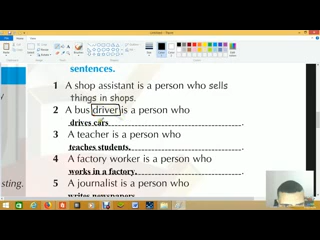 sentences.
1 A shop assistant is a person who sells
things in shops.
2 A bus driver is a person who
drives cars.
3 A teacher is a person who
teaches students.
4 A factory worker is a person who
works in a factory.
sting.
5 A journalist is a person who
writes newspapers